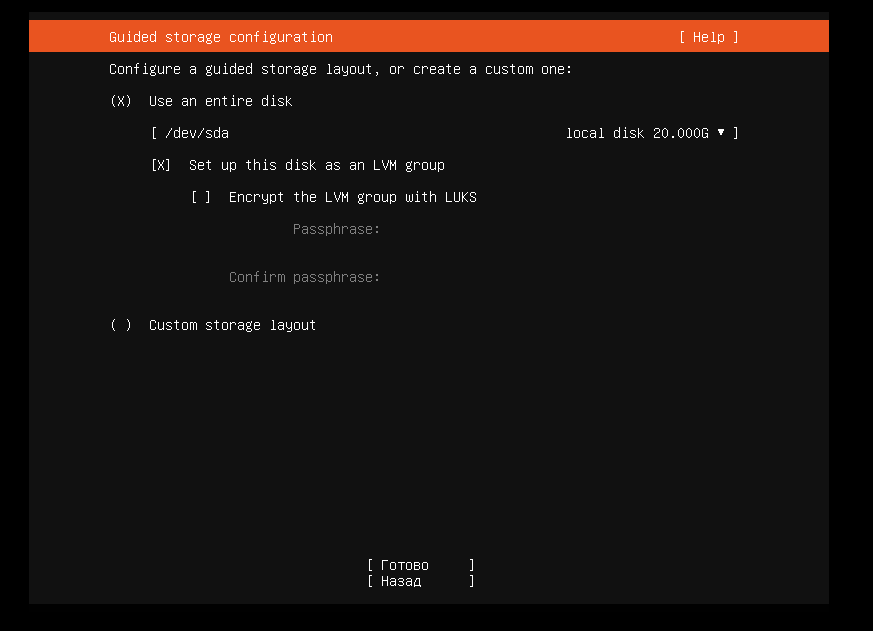 Guided storage configuration [ Help ]
Configure a guided storage layout, or create a custom one:
(X) Use an entire disk
[ /dev/sda local disk 20.000G ▼ ]
[X] Set up this disk as an LVM group
[ ] Encrypt the LVM group with LUKS
Passphrase:
Confirm passphrase:
( ) Custom storage layout
[ Готово ]
[ Назад ]